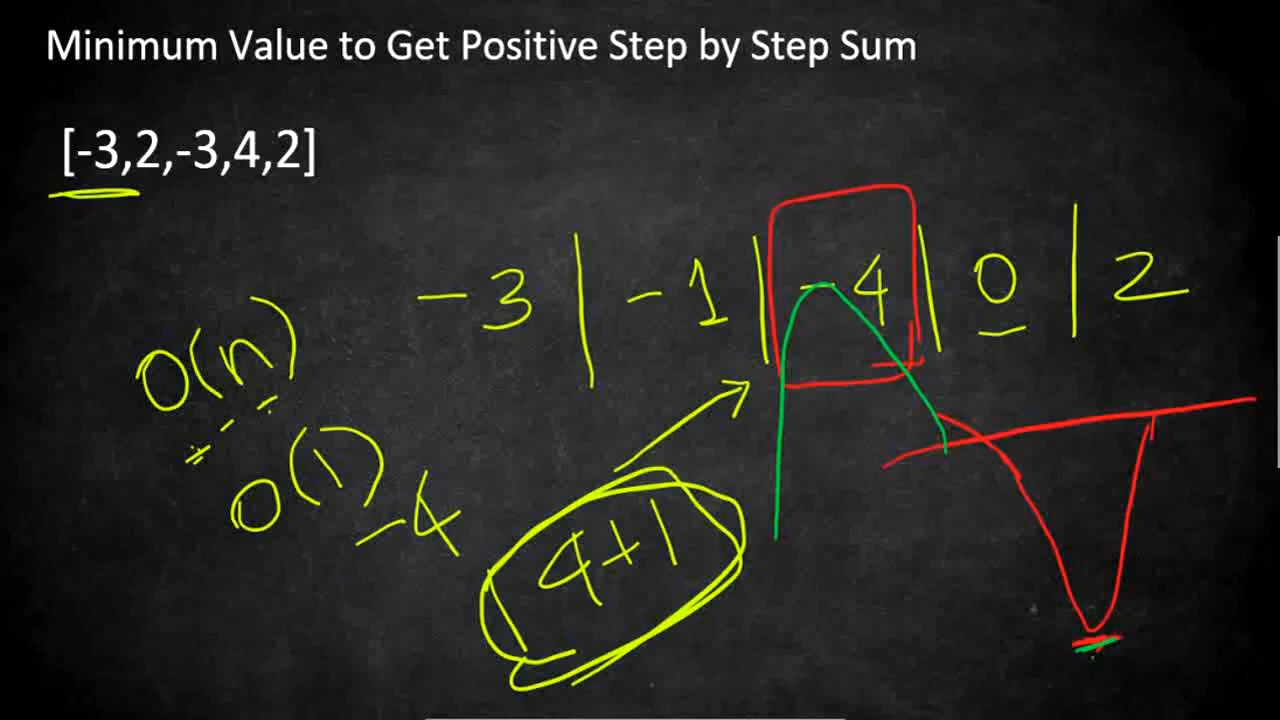 Minimum Value to Get Positive Step by Step Sum
[-3,2,-3,4,2]
-3 | -1 | -4 | 0 | 2
O(n)
O(1)
-4
4+1